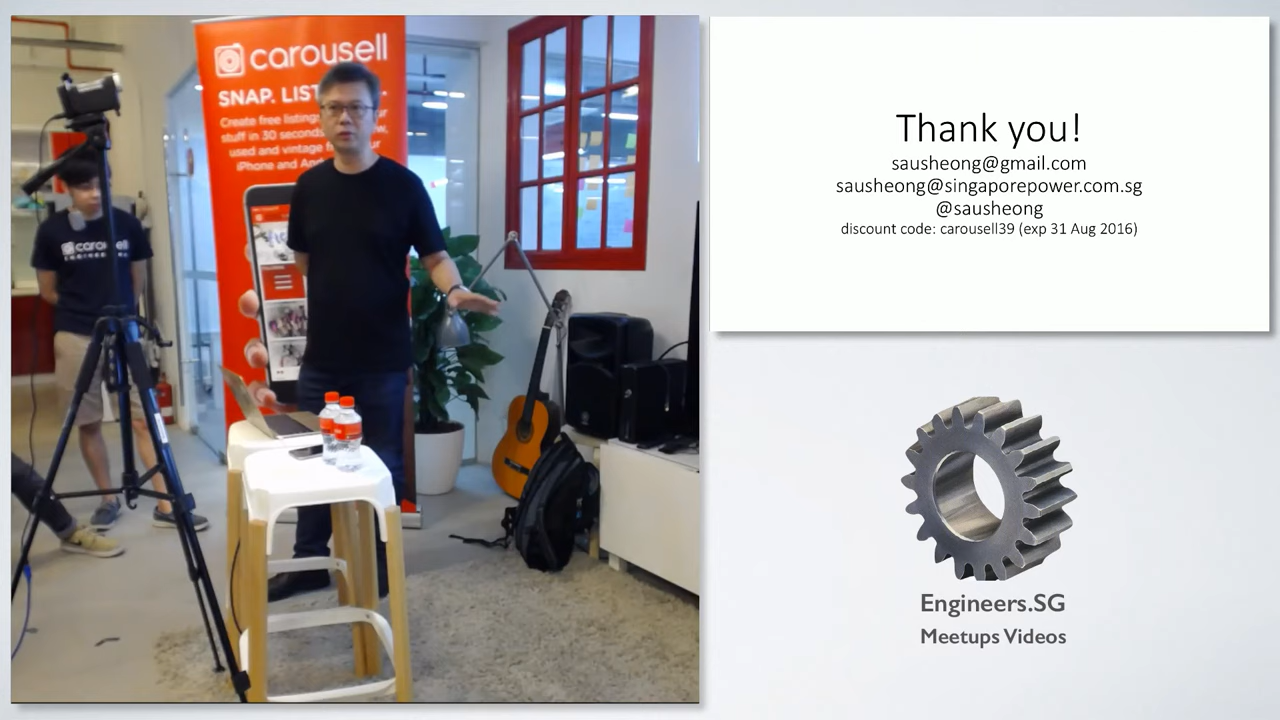 carousell
SNAP. LIST
Create free listings
stuff in 30 seconds
used and vintage
iPhone and
carousell
Thank you!
sausheong@gmail.com
sausheong@singaporepower.com.sg
@sausheong
discount code: carousell39 (exp 31 Aug 2016)
Engineers.SG
Meetups Videos